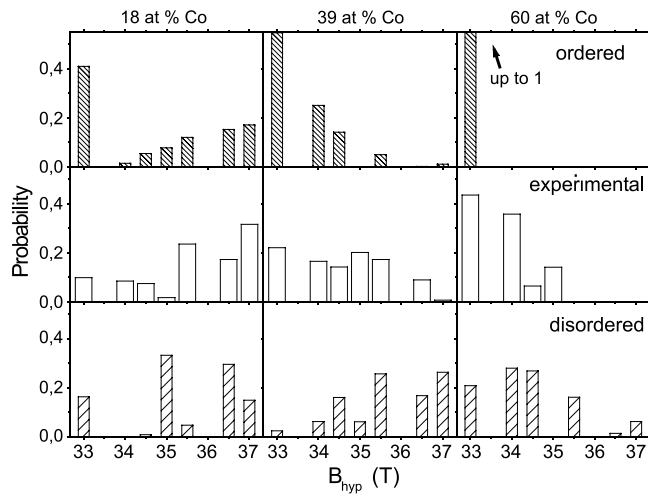 18 at % Co 39 at % Co 60 at % Co
0,4
0,2
0,0
ordered
up to 1
0,4
0,2
0,0
experimental
Probability
0,4
0,2
0,0
disordered
33 34 35 36 37 33 34 35 36 37 33 34 35 36 37
Bhyp (T)